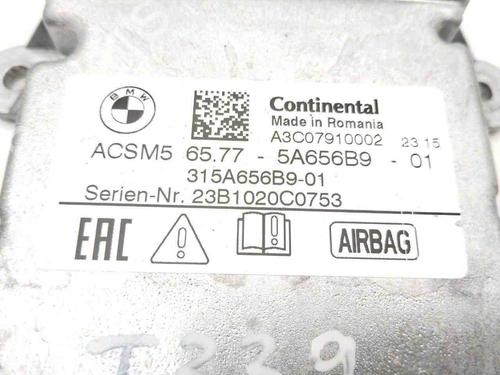 BMW
Continental
Made in Romania
A3C07910002 23 15
ACSM5 65.77 - 5A656B9 - 01
315A656B9-01
Serien-Nr. 23B1020C0753
EAC
AIRBAG
T339